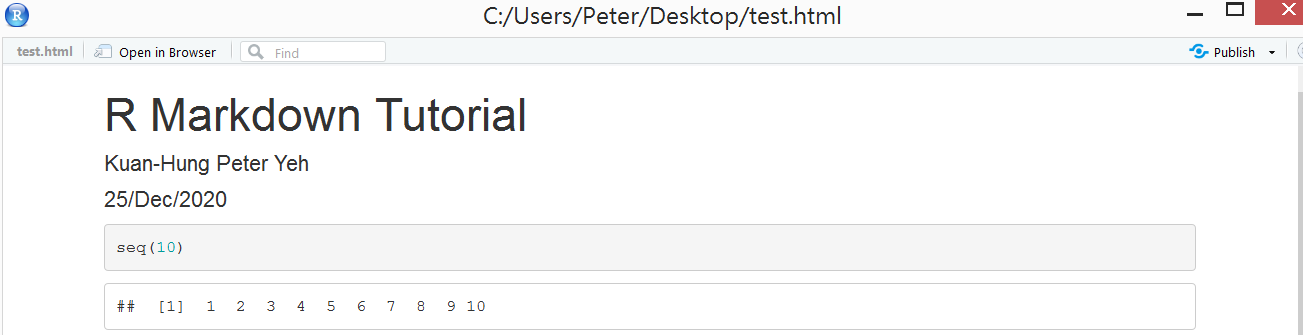 C:/Users/Peter/Desktop/test.html
test.html Open in Browser Find Publish
R Markdown Tutorial
Kuan-Hung Peter Yeh
25/Dec/2020
seq(10)
##  [1]  1  2  3  4  5  6  7  8  9 10